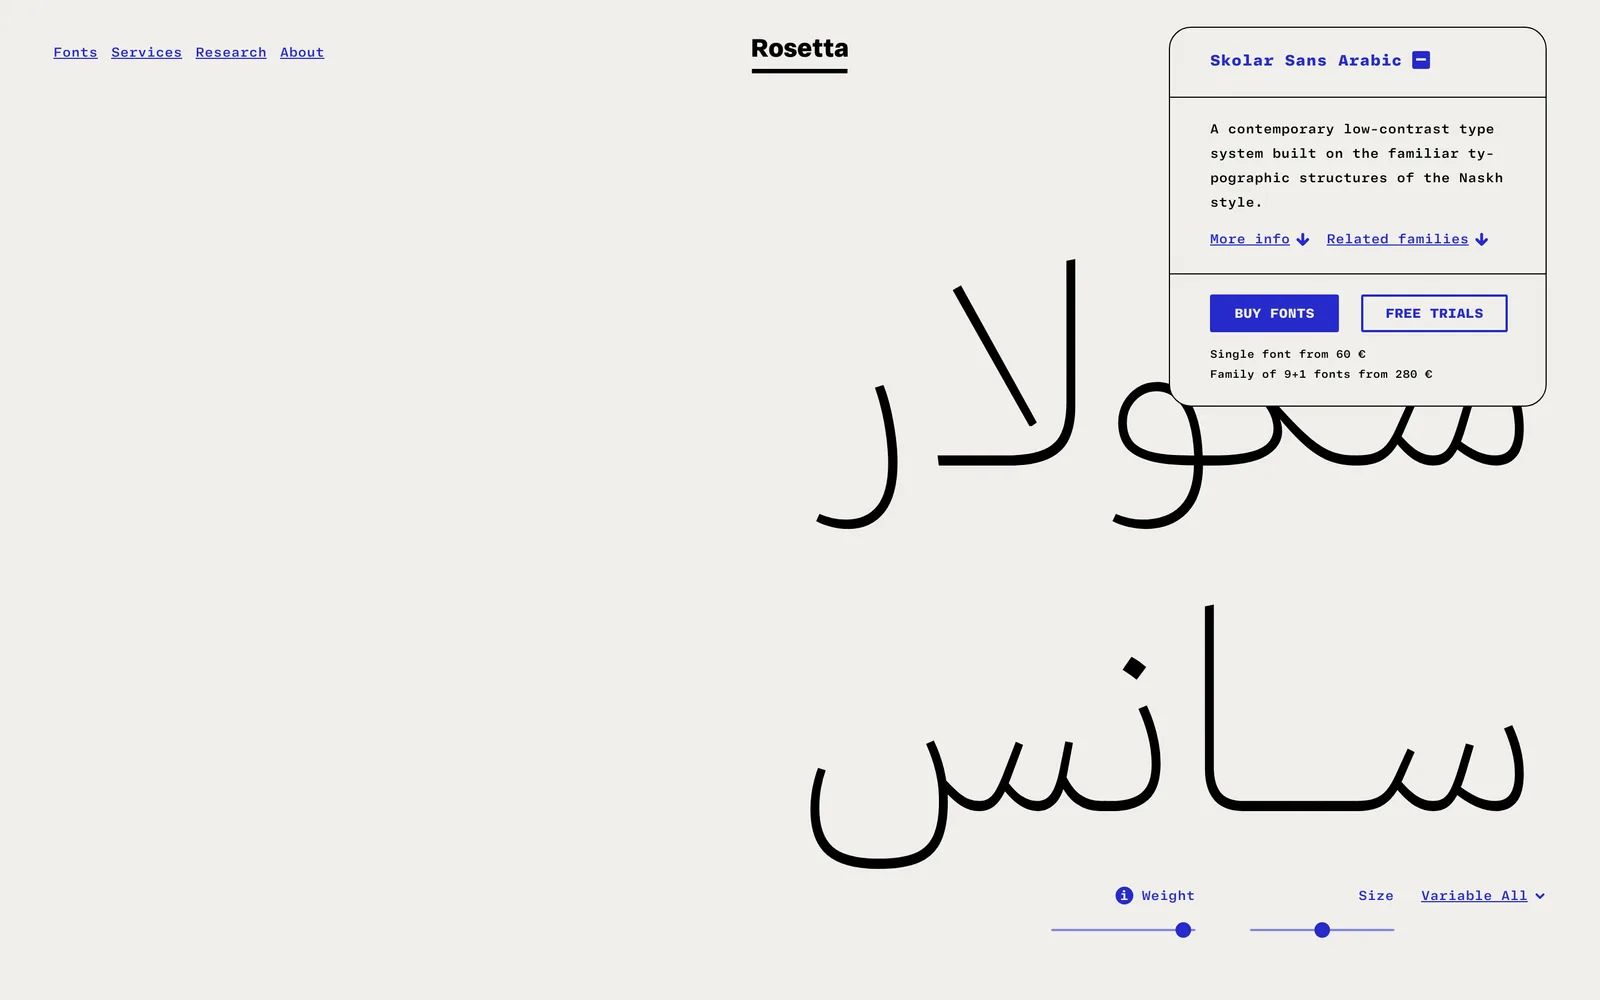 Fonts Services Research About
Rosetta
Skolar Sans Arabic
A contemporary low-contrast type
system built on the familiar ty-
pographic structures of the Naskh
style.
More info Related families
BUY FONTS FREE TRIALS
Single font from 60 €
Family of 9+1 fonts from 280 €
سكولار
سانس
Weight Size Variable All